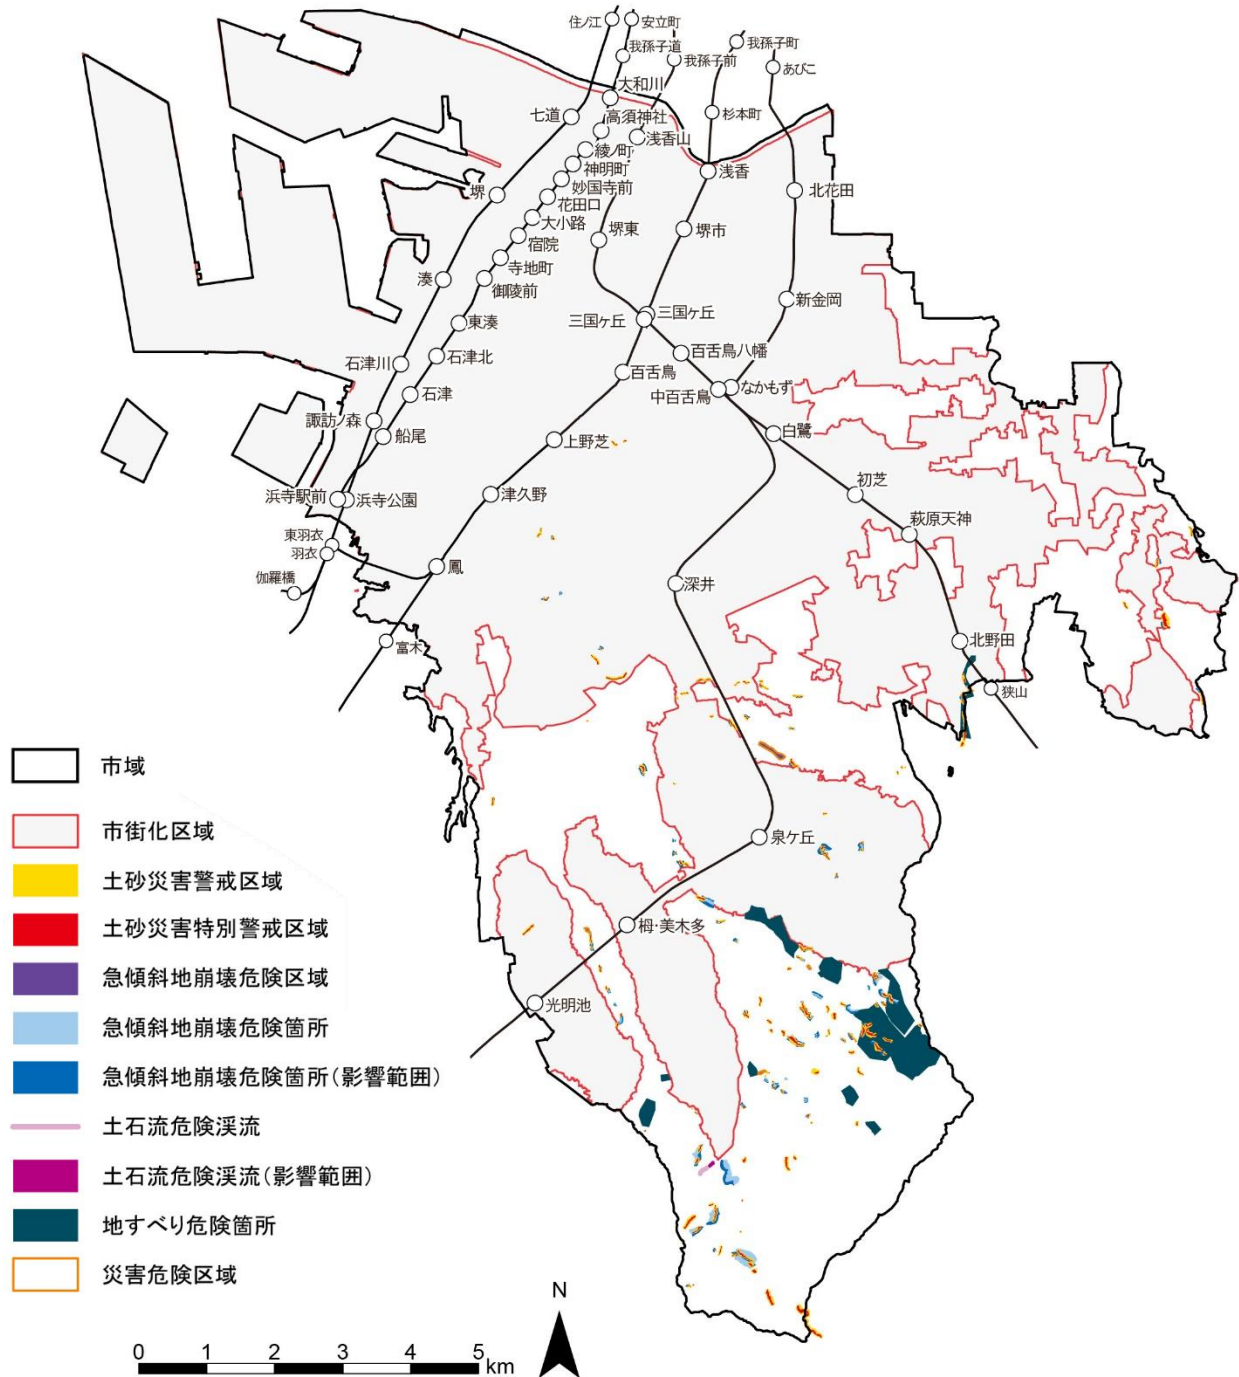 住ノ江
安立町
我孫子道
我孫子前
我孫子町
あびこ
大和川
七道
高須神社
杉本町
浅香山
綾ノ町
神明町
浅香
妙国寺前
堺
花田口
北花田
大小路
堺東
堺市
宿院
寺地町
湊
御陵前
新金岡
三国ヶ丘
三国ヶ丘
東湊
百舌鳥八幡
石津川
石津北
百舌鳥
なかもず
中百舌鳥
石津
諏訪ノ森
船尾
上野芝
白鷺
浜寺駅前
浜寺公園
津久野
初芝
萩原天神
東羽衣
羽衣
鳳
伽羅橋
深井
富木
北野田
狭山
泉ケ丘
栂・美木多
光明池
市域
市街化区域
土砂災害警戒区域
土砂災害特別警戒区域
急傾斜地崩壊危険区域
急傾斜地崩壊危険箇所
急傾斜地崩壊危険箇所(影響範囲)
土石流危険渓流
土石流危険渓流(影響範囲)
地すべり危険箇所
災害危険区域
N
0 1 2 3 4 5
km